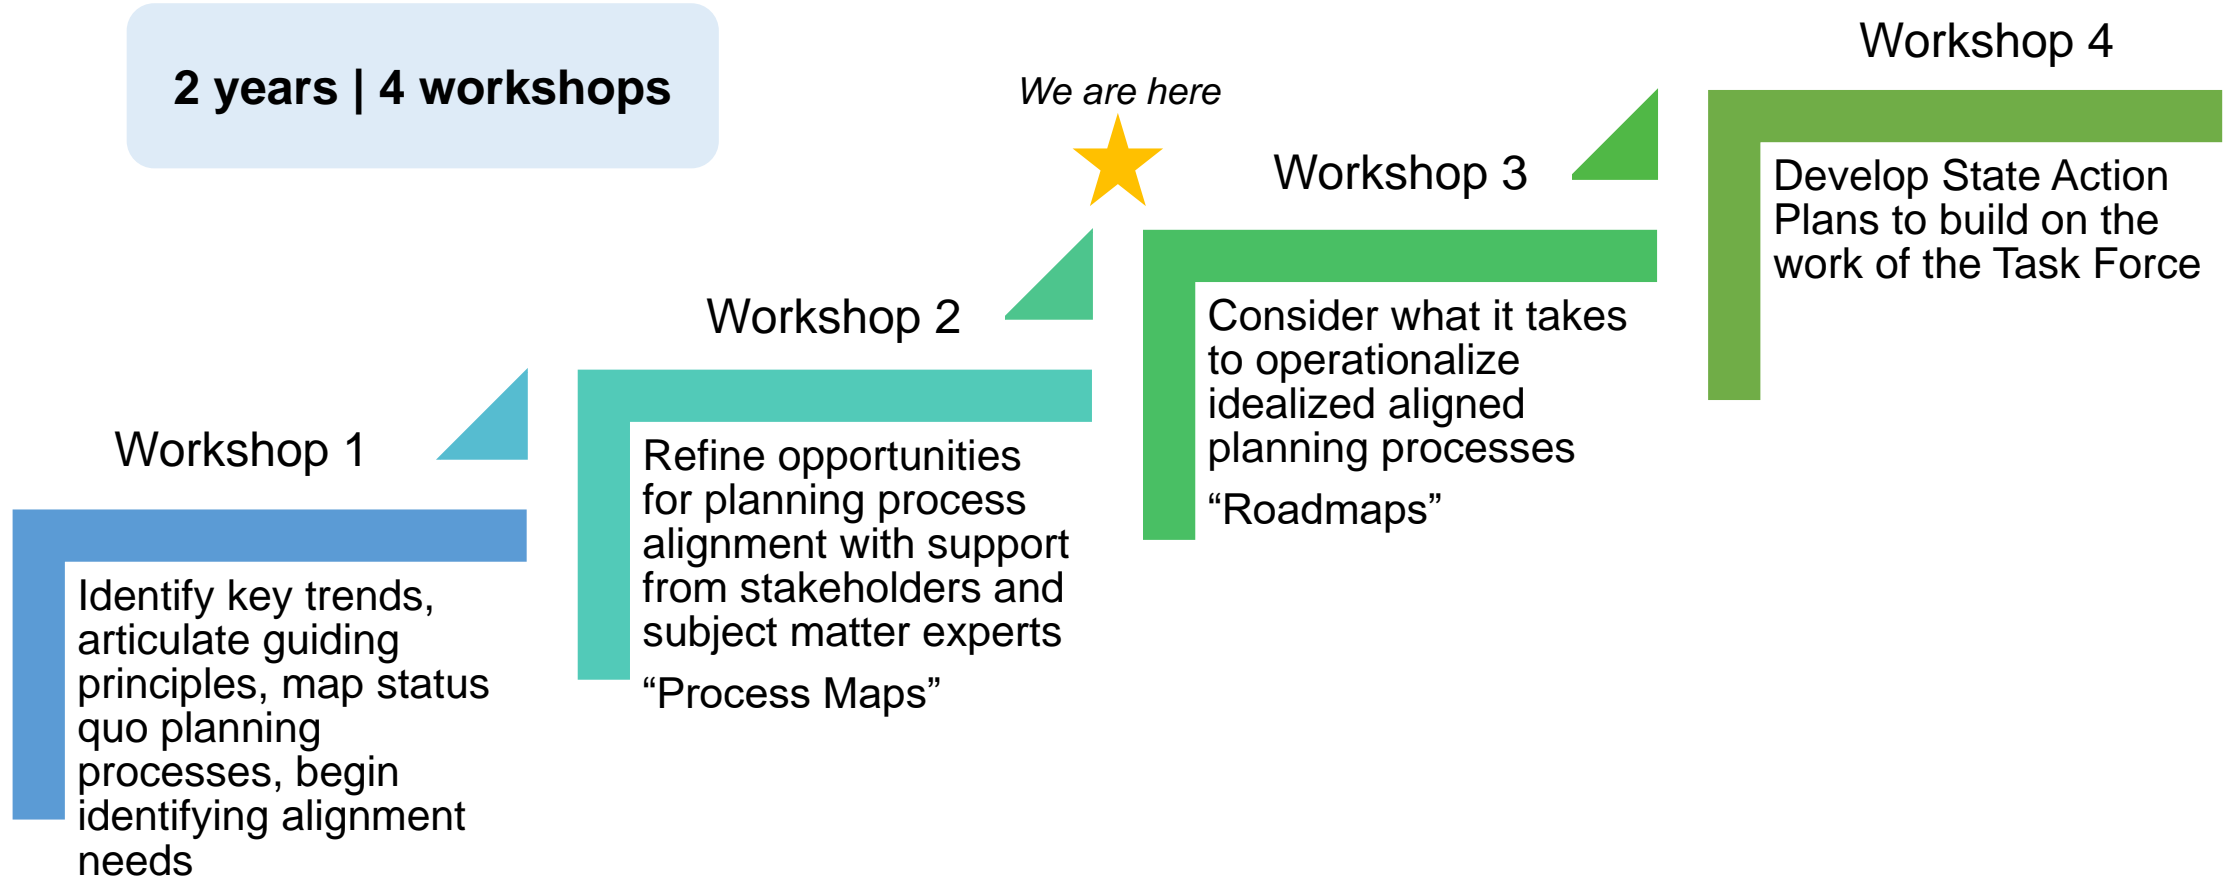 2 years | 4 workshops
Workshop 1
Identify key trends,
articulate guiding
principles, map status
quo planning
processes, begin
identifying alignment
needs
Workshop 2
Refine opportunities
for planning process
alignment with support
from stakeholders and
subject matter experts
“Process Maps”
We are here
Workshop 3
Consider what it takes
to operationalize
idealized aligned
planning processes
“Roadmaps”
Workshop 4
Develop State Action
Plans to build on the
work of the Task Force